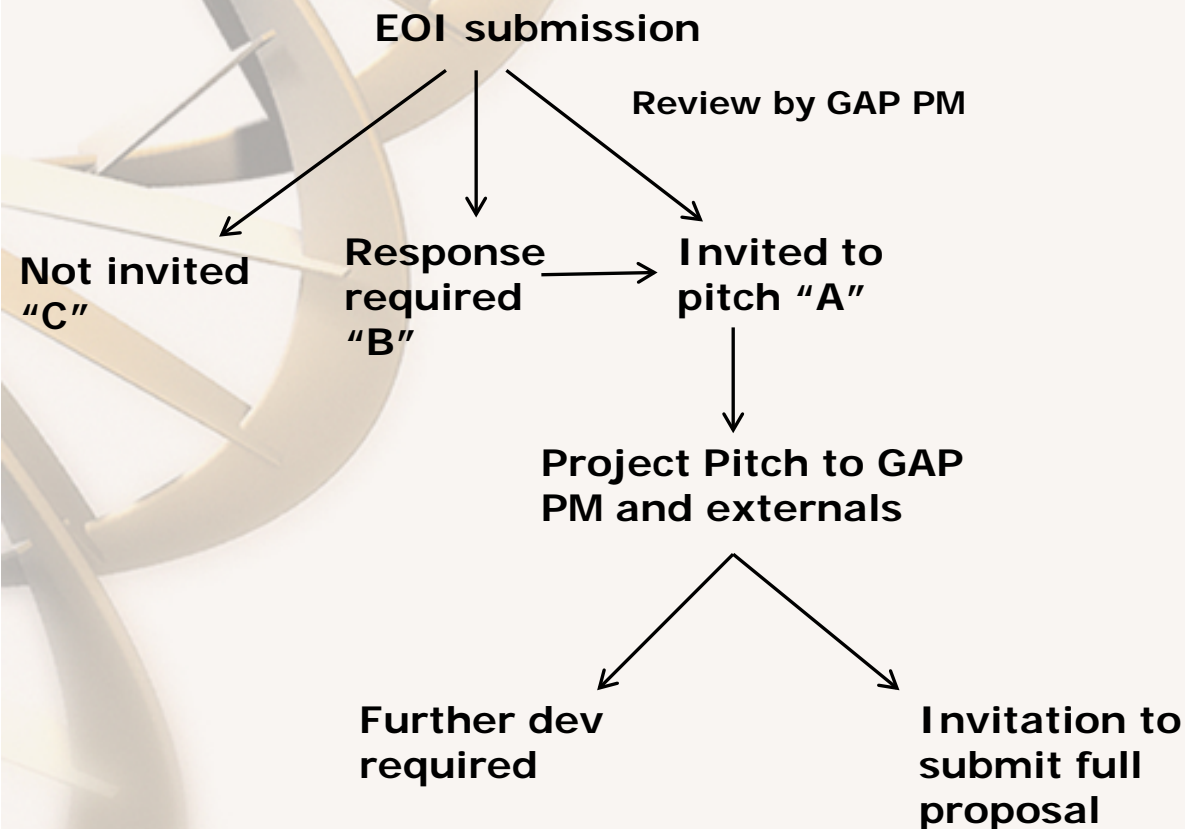 EOI submission
Review by GAP PM
Not invited
“C”
Response
required
“B”
Invited to
pitch “A”
Project Pitch to GAP
PM and externals
Further dev
required
Invitation to
submit full
proposal